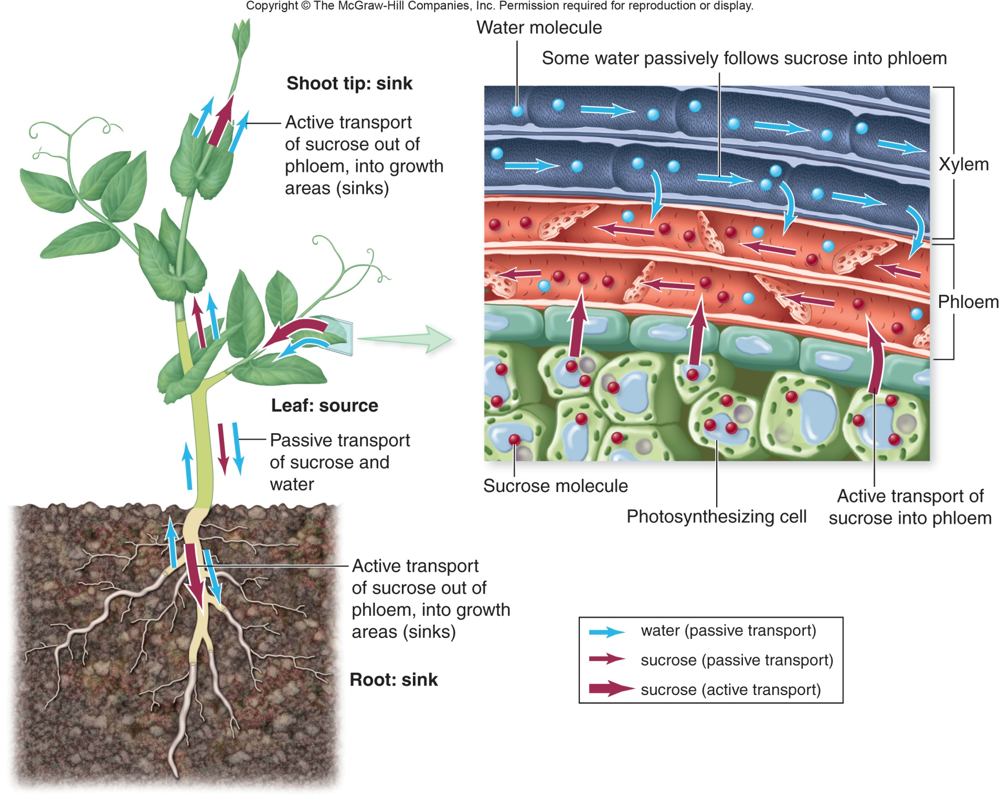 Copyright © The McGraw-Hill Companies, Inc. Permission required for reproduction or display.
Water molecule
Some water passively follows sucrose into phloem
Shoot tip: sink
Active transport
of sucrose out of
phloem, into growth
areas (sinks)
Xylem
Phloem
Leaf: source
Passive transport
of sucrose and
water
Sucrose molecule
Photosynthesizing cell
Active transport of
sucrose into phloem
Active transport
of sucrose out of
phloem, into growth
areas (sinks)
Root: sink
water (passive transport)
sucrose (passive transport)
sucrose (active transport)